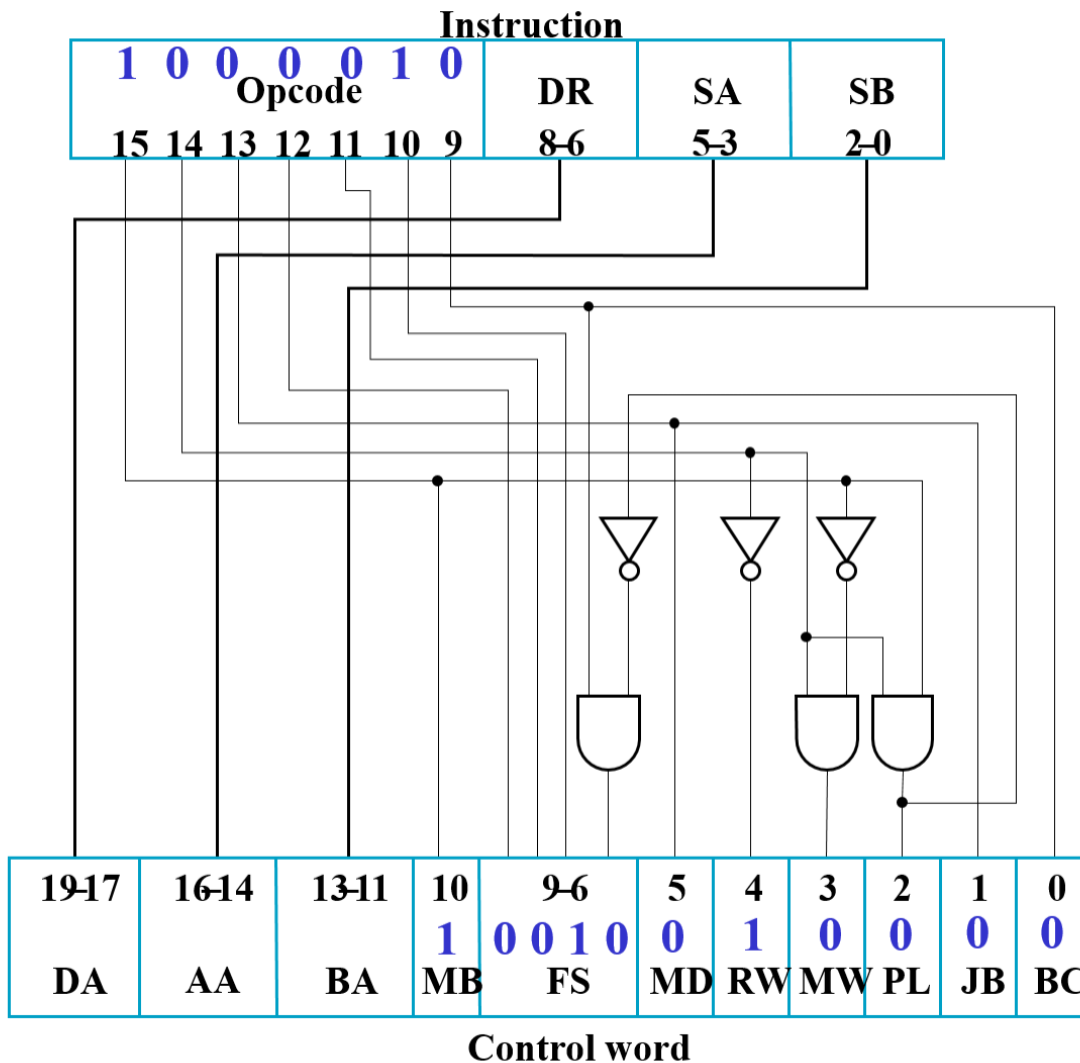 Instruction
1 0 0 0 0 1 0
Opcode DR SA SB
15 14 13 12 11 10 9 8-6 5-3 2-0
19-17 16-14 13-11 10 9-6 5 4 3 2 1 0
1 0 0 1 0 0 1 0 0 0 0
DA AA BA MB FS MD RW MW PL JB BC
Control word